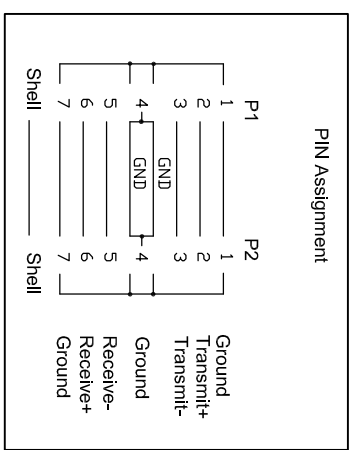 PIN Assignment
P1 P2
1 1 Ground
2 2 Transmit+
3 3 Transmit-
GND
4 4 Ground
GND
5 5 Receive-
6 6 Receive+
7 7 Ground
Shell Shell